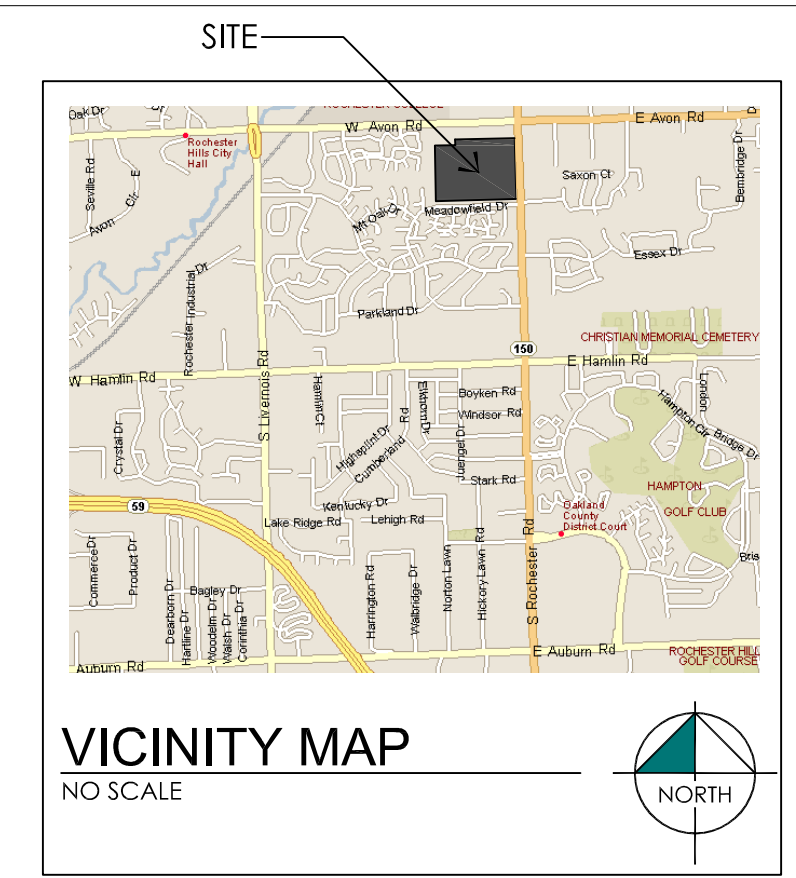 SITE
ROCHESTER COLLEGE
Oak Dr
W Avon Rd
E Avon Rd
Rochester
Hills City
Hall
Seville Rd
Avon Cir E
Saxon Ct
Bembridge Dr
Mt Oak Dr
Meadowfield Dr
Essex Dr
Rochester Industrial Dr
Parkland Dr
CHRISTIAN MEMORIAL CEMETERY
150
W Hamlin Rd
E Hamlin Rd
S Livernois Rd
Hamlin Ct
Elkhorn Dr
Boyken Rd
London
Windsor Rd
Hampton Cir
Bridge Dr
Crystal Dr
Highsplint Dr
Cumberland Rd
Juengel Dr
Stark Rd
HAMPTON
GOLF CLUB
59
Kentucky Dr
Lake Ridge Rd
Lehigh Rd
Oakland
County
District Court
Commerce Dr
Product Dr
Bagley Dr
Dearborn Dr
Hartline Dr
Woodelm Dr
Walsh Dr
Corinthia Dr
Harrington Rd
Walbridge Dr
Norton Lawn
Hickory Lawn Rd
S Rochester Rd
Bris
Auburn Rd
E Auburn Rd
ROCHESTER HILL
GOLF COURSE
VICINITY MAP
NO SCALE
NORTH